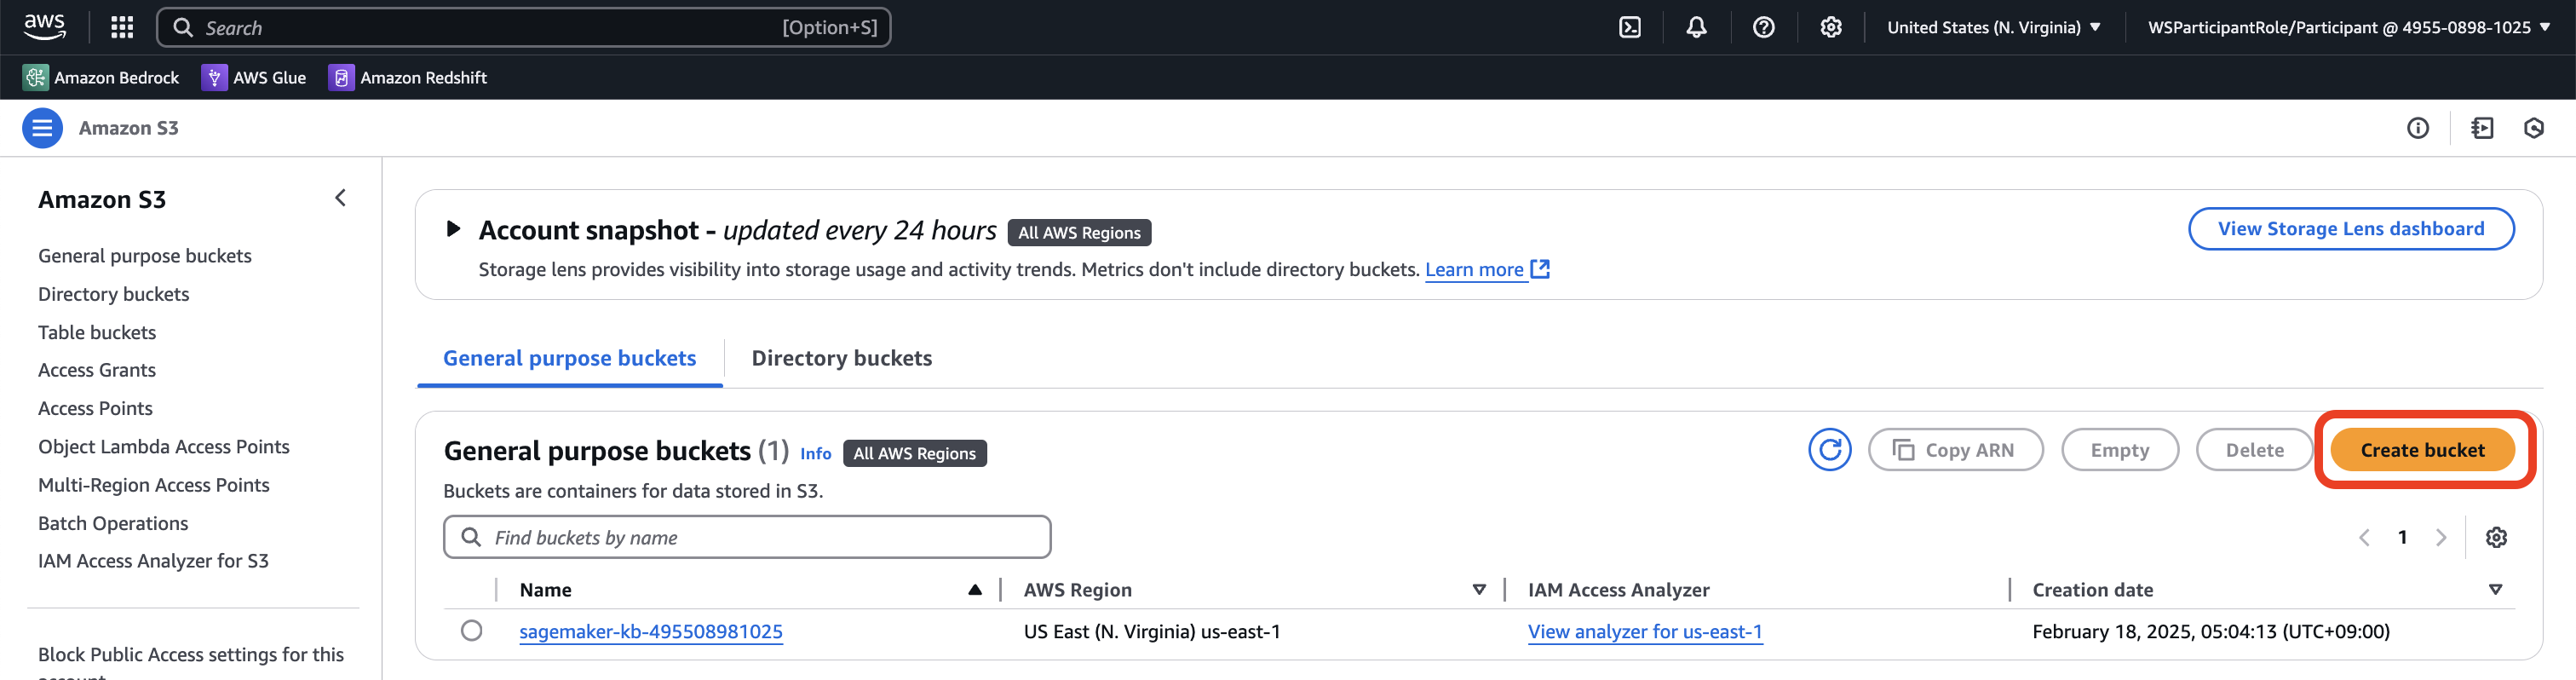 aws
Search [Option+S]
United States (N. Virginia)
WSParticipantRole/Participant @ 4955-0898-1025
Amazon Bedrock
AWS Glue
Amazon Redshift
Amazon S3
Amazon S3
General purpose buckets
Directory buckets
Table buckets
Access Grants
Access Points
Object Lambda Access Points
Multi-Region Access Points
Batch Operations
IAM Access Analyzer for S3
Block Public Access settings for this
account
Account snapshot - updated every 24 hours All AWS Regions
View Storage Lens dashboard
Storage lens provides visibility into storage usage and activity trends. Metrics don't include directory buckets. Learn more
General purpose buckets
Directory buckets
General purpose buckets (1) Info All AWS Regions
Copy ARN
Empty
Delete
Create bucket
Buckets are containers for data stored in S3.
Find buckets by name
1
Name AWS Region IAM Access Analyzer Creation date
sagemaker-kb-495508981025 US East (N. Virginia) us-east-1 View analyzer for us-east-1 February 18, 2025, 05:04:13 (UTC+09:00)